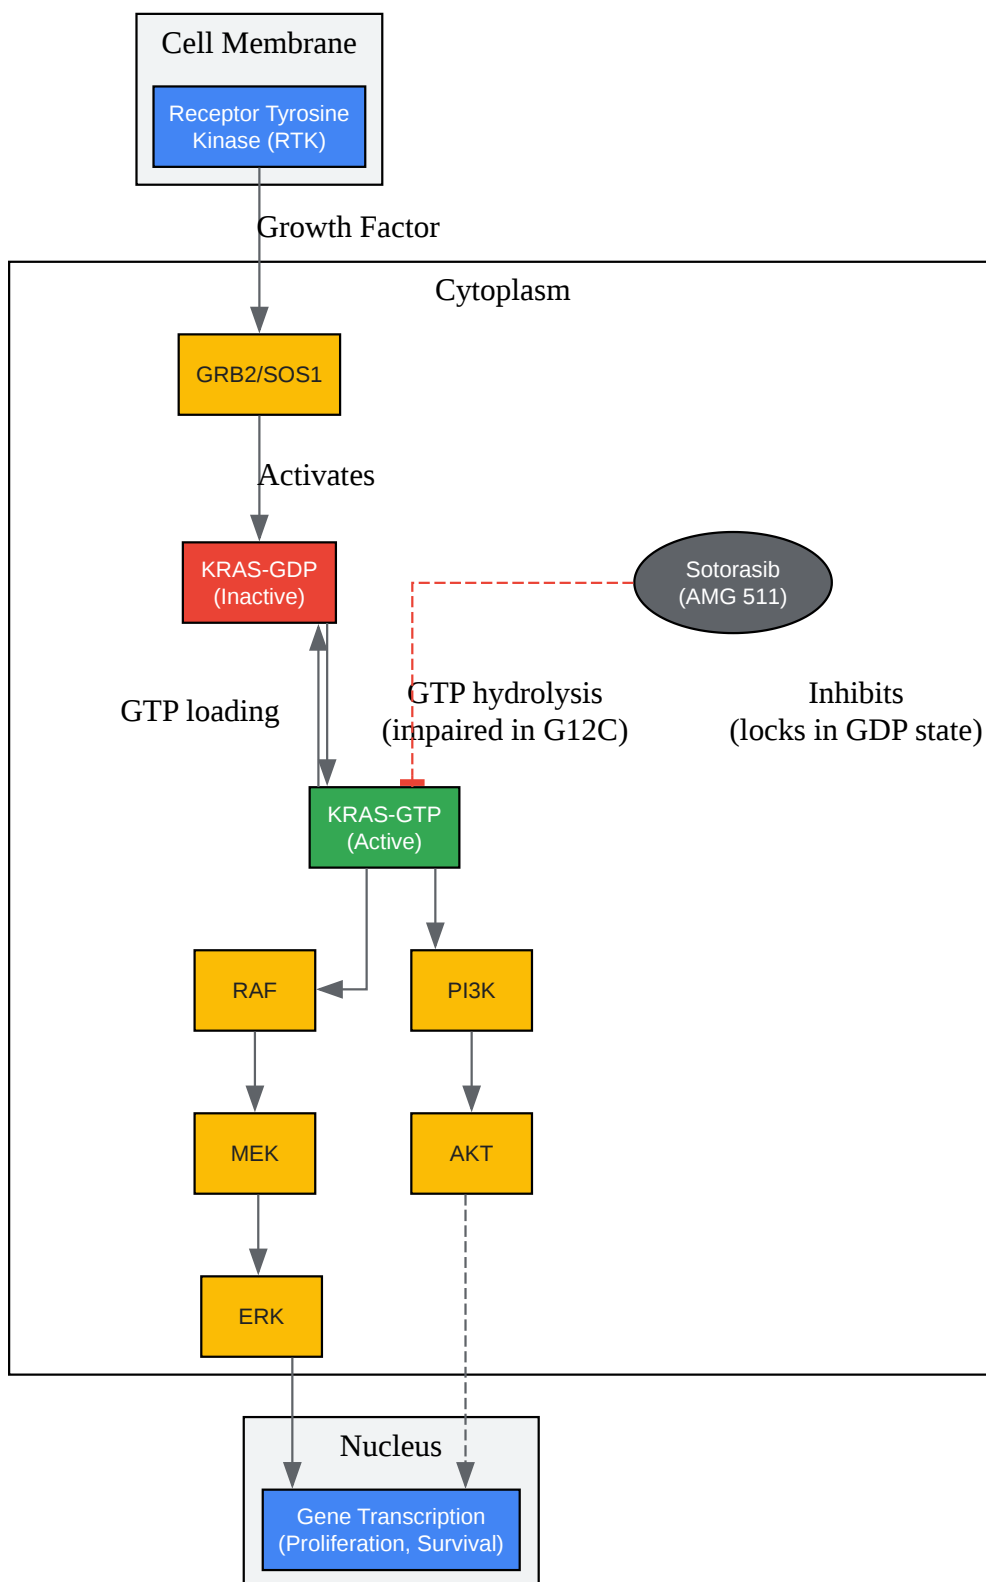 Cell Membrane
Receptor Tyrosine
Kinase (RTK)
Growth Factor
Cytoplasm
GRB2/SOS1
Activates
KRAS-GDP
(Inactive)
Sotorasib
(AMG 511)
GTP loading
GTP hydrolysis
(impaired in G12C)
Inhibits
(locks in GDP state)
KRAS-GTP
(Active)
RAF
PI3K
MEK
AKT
ERK
Nucleus
Gene Transcription
(Proliferation, Survival)